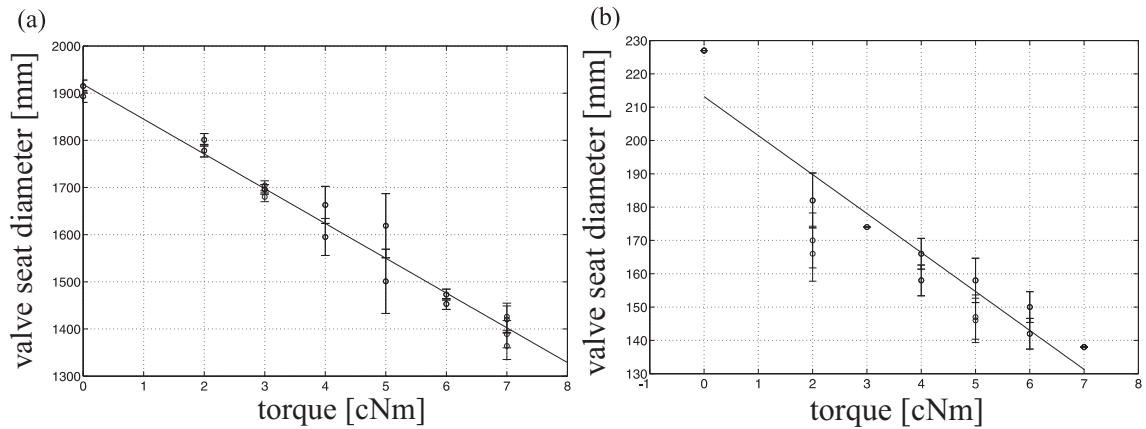 (a)
valve seat diameter [mm]
2000
1900
1800
1700
1600
1500
1400
1300
0 1 2 3 4 5 6 7 8
torque [cNm]
(b)
valve seat diameter [mm]
230
220
210
200
190
180
170
160
150
140
130
-1 0 1 2 3 4 5 6 7 8
torque [cNm]